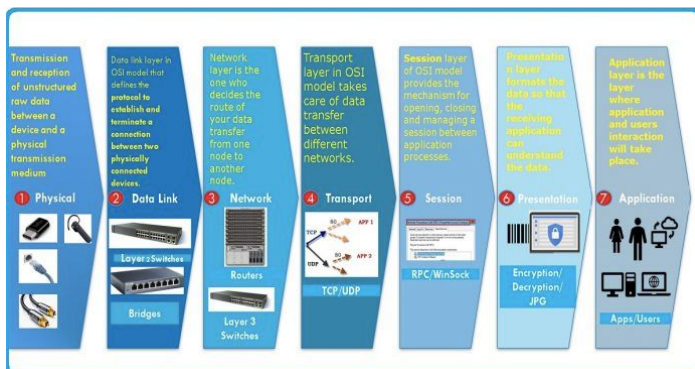 Transmission
and reception
of unstructured
raw data
between a
device and a
physical
transmission
medium
1 Physical
Data link layer in
OSI model that
defines the
protocol to
establish and
terminate a
connection
between two
physically
connected
devices.
2 Data Link
Layer 2 Switches
Bridges
Network
layer is the
one who
decides the
route of
your data
transfer
from one
node to
another
node.
3 Network
Routers
Layer 3
Switches
Transport
layer in OSI
model takes
care of data
transfer
between
different
networks.
4 Transport
80
APP 1
TCP
80
APP 2
UDP
TCP/UDP
Session layer
of OSI model
provides the
mechanism for
opening, closing
and managing a
session between
application
processes.
5 Session
RPC/WinSock
Presentatio
n layer
formats the
data so that
the
receiving
application
can
understand
the data.
6 Presentation
Encryption/
Decryption/
JPG
Application
layer is the
layer
where
application
and users
interaction
will take
place.
7 Application
Apps/Users